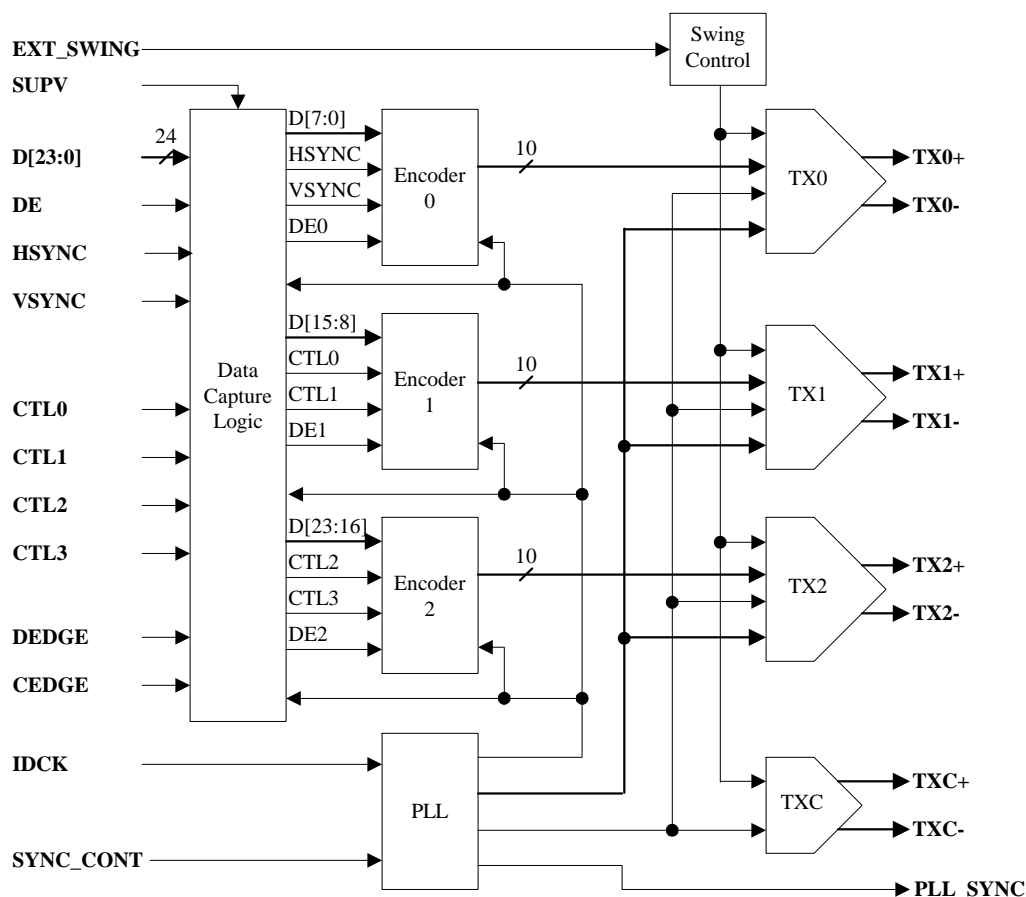 EXT_SWING
Swing
Control
SUPV
D[23:0]
24
DE
HSYNC
VSYNC
CTL0
CTL1
CTL2
CTL3
DEDGE
CEDGE
IDCK
SYNC_CONT
Data
Capture
Logic
D[7:0]
HSYNC
VSYNC
DE0
Encoder
0
10
TX0
TX0+
TX0-
D[15:8]
CTL0
CTL1
DE1
Encoder
1
10
TX1
TX1+
TX1-
D[23:16]
CTL2
CTL3
DE2
Encoder
2
10
TX2
TX2+
TX2-
PLL
TXC
TXC+
TXC-
PLL_SYNC